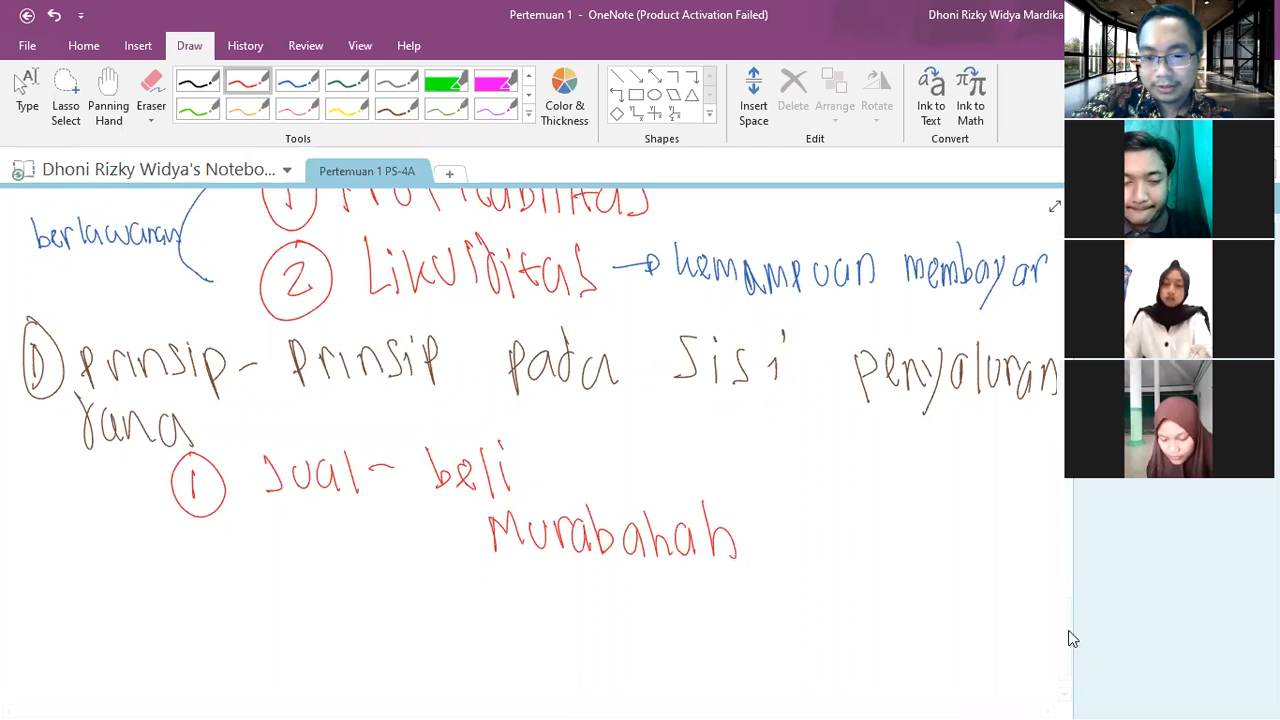 Pertemuan 1 - OneNote (Product Activation Failed)
Dhoni Rizky Widya Mardika
File Home Insert Draw History Review View Help
Type
Lasso Select
Panning Hand
Eraser
Color & Thickness
Insert Space
Delete
Arrange
Rotate
Ink to Text
Ink to Math
Tools
Shapes
Edit
Convert
Dhoni Rizky Widya's Notebo...
Pertemuan 1 PS-4A
1 Profitabilitas
berlawanan
2 Likuiditas → kemampuan membayar
D prinsip - prinsip pada sisi penyaluran
dana
1 Jual - beli
Murabahah